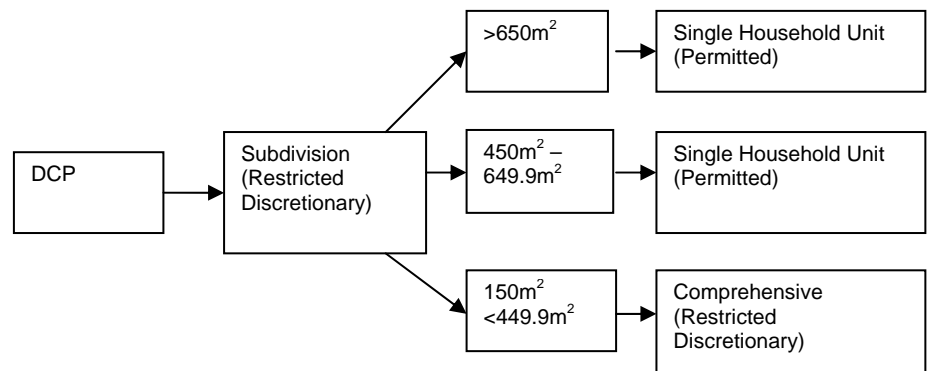 DCP
Subdivision
(Restricted
Discretionary)
>650m²
Single Household Unit
(Permitted)
450m² –
649.9m²
Single Household Unit
(Permitted)
150m²
<449.9m²
Comprehensive
(Restricted
Discretionary)